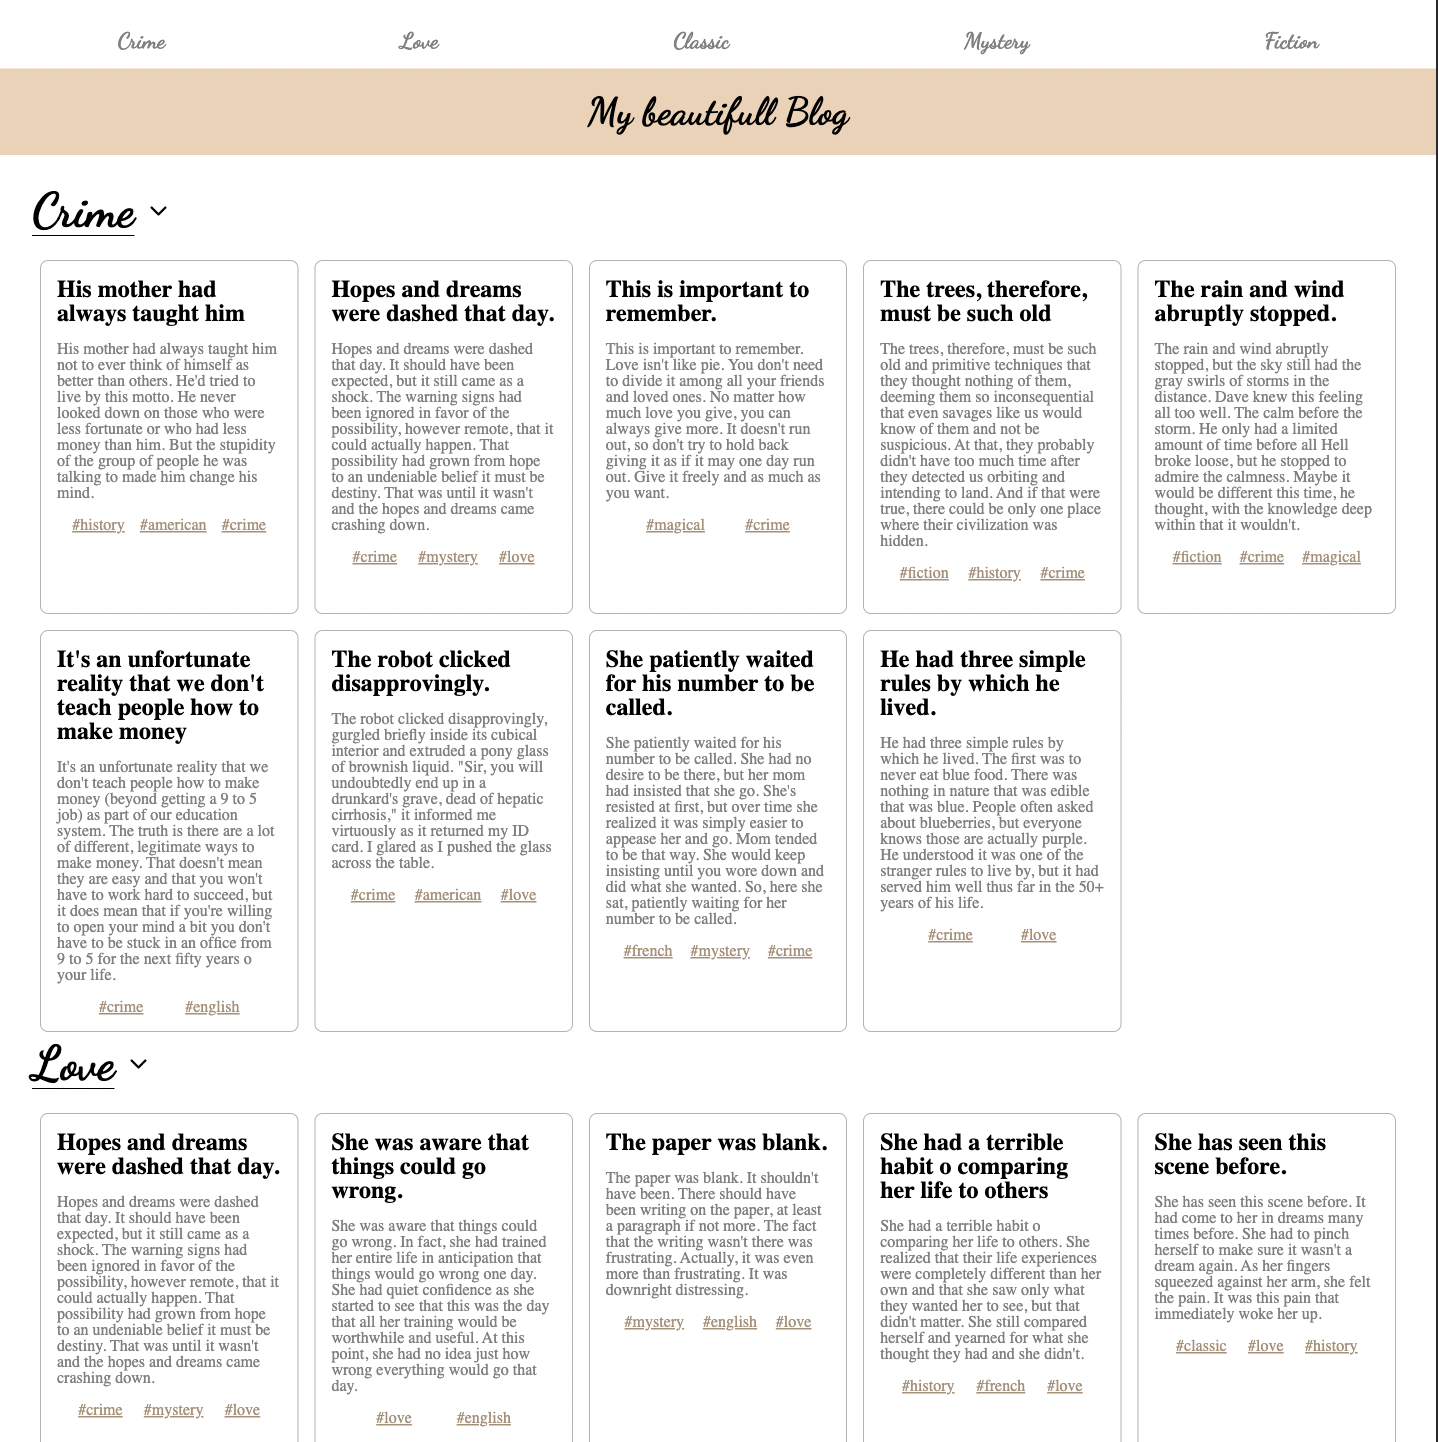 Crime
Love
Classic
Mystery
Fiction
My beautifull Blog
Crime
His mother had
always taught him
His mother had always taught him
not to ever think of himself as
better than others. He'd tried to
live by this motto. He never
looked down on those who were
less fortunate or who had less
money than him. But the stupidity
of the group of people he was
talking to made him change his
mind.
#history #american #crime
Hopes and dreams
were dashed that day.
Hopes and dreams were dashed
that day. It should have been
expected, but it still came as a
shock. The warning signs had
been ignored in favor of the
possibility, however remote, that it
could actually happen. That
possibility had grown from hope
to an undeniable belief it must be
destiny. That was until it wasn't
and the hopes and dreams came
crashing down.
#crime #mystery #love
This is important to
remember.
This is important to remember.
Love isn't like pie. You don't need
to divide it among all your friends
and loved ones. No matter how
much love you give, you can
always give more. It doesn't run
out, so don't try to hold back
giving it as if it may one day run
out. Give it freely and as much as
you want.
#magical #crime
The trees, therefore,
must be such old
The trees, therefore, must be such
old and primitive techniques that
they thought nothing of them,
deeming them so inconsequential
that even savages like us would
know of them and not be
suspicious. At that, they probably
didn't have too much time after
they detected us orbiting and
intending to land. And if that were
true, there could be only one place
where their civilization was
hidden.
#fiction #history #crime
The rain and wind
abruptly stopped.
The rain and wind abruptly
stopped, but the sky still had the
gray swirls of storms in the
distance. Dave knew this feeling
all too well. The calm before the
storm. He only had a limited
amount of time before all Hell
broke loose, but he stopped to
admire the calmness. Maybe it
would be different this time, he
thought, with the knowledge deep
within that it wouldn't.
#fiction #crime #magical
It's an unfortunate
reality that we don't
teach people how to
make money
It's an unfortunate reality that we
don't teach people how to make
money (beyond getting a 9 to 5
job) as part of our education
system. The truth is there are a lot
of different, legitimate ways to
make money. That doesn't mean
they are easy and that you won't
have to work hard to succeed, but
it does mean that if you're willing
to open your mind a bit you don't
have to be stuck in an office from
9 to 5 for the next fifty years o
your life.
#crime #english
The robot clicked
disapprovingly.
The robot clicked disapprovingly,
gurgled briefly inside its cubical
interior and extruded a pony glass
of brownish liquid. "Sir, you will
undoubtedly end up in a
drunkard's grave, dead of hepatic
cirrhosis," it informed me
virtuously as it returned my ID
card. I glared as I pushed the glass
across the table.
#crime #american #love
She patiently waited
for his number to be
called.
She patiently waited for his
number to be called. She had no
desire to be there, but her mom
had insisted that she go. She's
resisted at first, but over time she
realized it was simply easier to
appease her and go. Mom tended
to be that way. She would keep
insisting until you wore down and
did what she wanted. So, here she
sat, patiently waiting for her
number to be called.
#french #mystery #crime
He had three simple
rules by which he
lived.
He had three simple rules by
which he lived. The first was to
never eat blue food. There was
nothing in nature that was edible
that was blue. People often asked
about blueberries, but everyone
knows those are actually purple.
He understood it was one of the
stranger rules to live by, but it had
served him well thus far in the 50+
years of his life.
#crime #love
Love
Hopes and dreams
were dashed that day.
Hopes and dreams were dashed
that day. It should have been
expected, but it still came as a
shock. The warning signs had
been ignored in favor of the
possibility, however remote, that it
could actually happen. That
possibility had grown from hope
to an undeniable belief it must be
destiny. That was until it wasn't
and the hopes and dreams came
crashing down.
#crime #mystery #love
She was aware that
things could go
wrong.
She was aware that things could
go wrong. In fact, she had trained
her entire life in anticipation that
things would go wrong one day.
She had quiet confidence as she
started to see that this was the day
that all her training would be
worthwhile and useful. At this
point, she had no idea just how
wrong everything would go that
day.
#love #english
The paper was blank.
The paper was blank. It shouldn't
have been. There should have
been writing on the paper, at least
a paragraph if not more. The fact
that the writing wasn't there was
frustrating. Actually, it was even
more than frustrating. It was
downright distressing.
#mystery #english #love
She had a terrible
habit o comparing
her life to others
She had a terrible habit o
comparing her life to others. She
realized that their life experiences
were completely different than her
own and that she saw only what
they wanted her to see, but that
didn't matter. She still compared
herself and yearned for what she
thought they had and she didn't.
#history #french #love
She has seen this
scene before.
She has seen this scene before. It
had come to her in dreams many
times before. She had to pinch
herself to make sure it wasn't a
dream again. As her fingers
squeezed against her arm, she felt
the pain. It was this pain that
immediately woke her up.
#classic #love #history